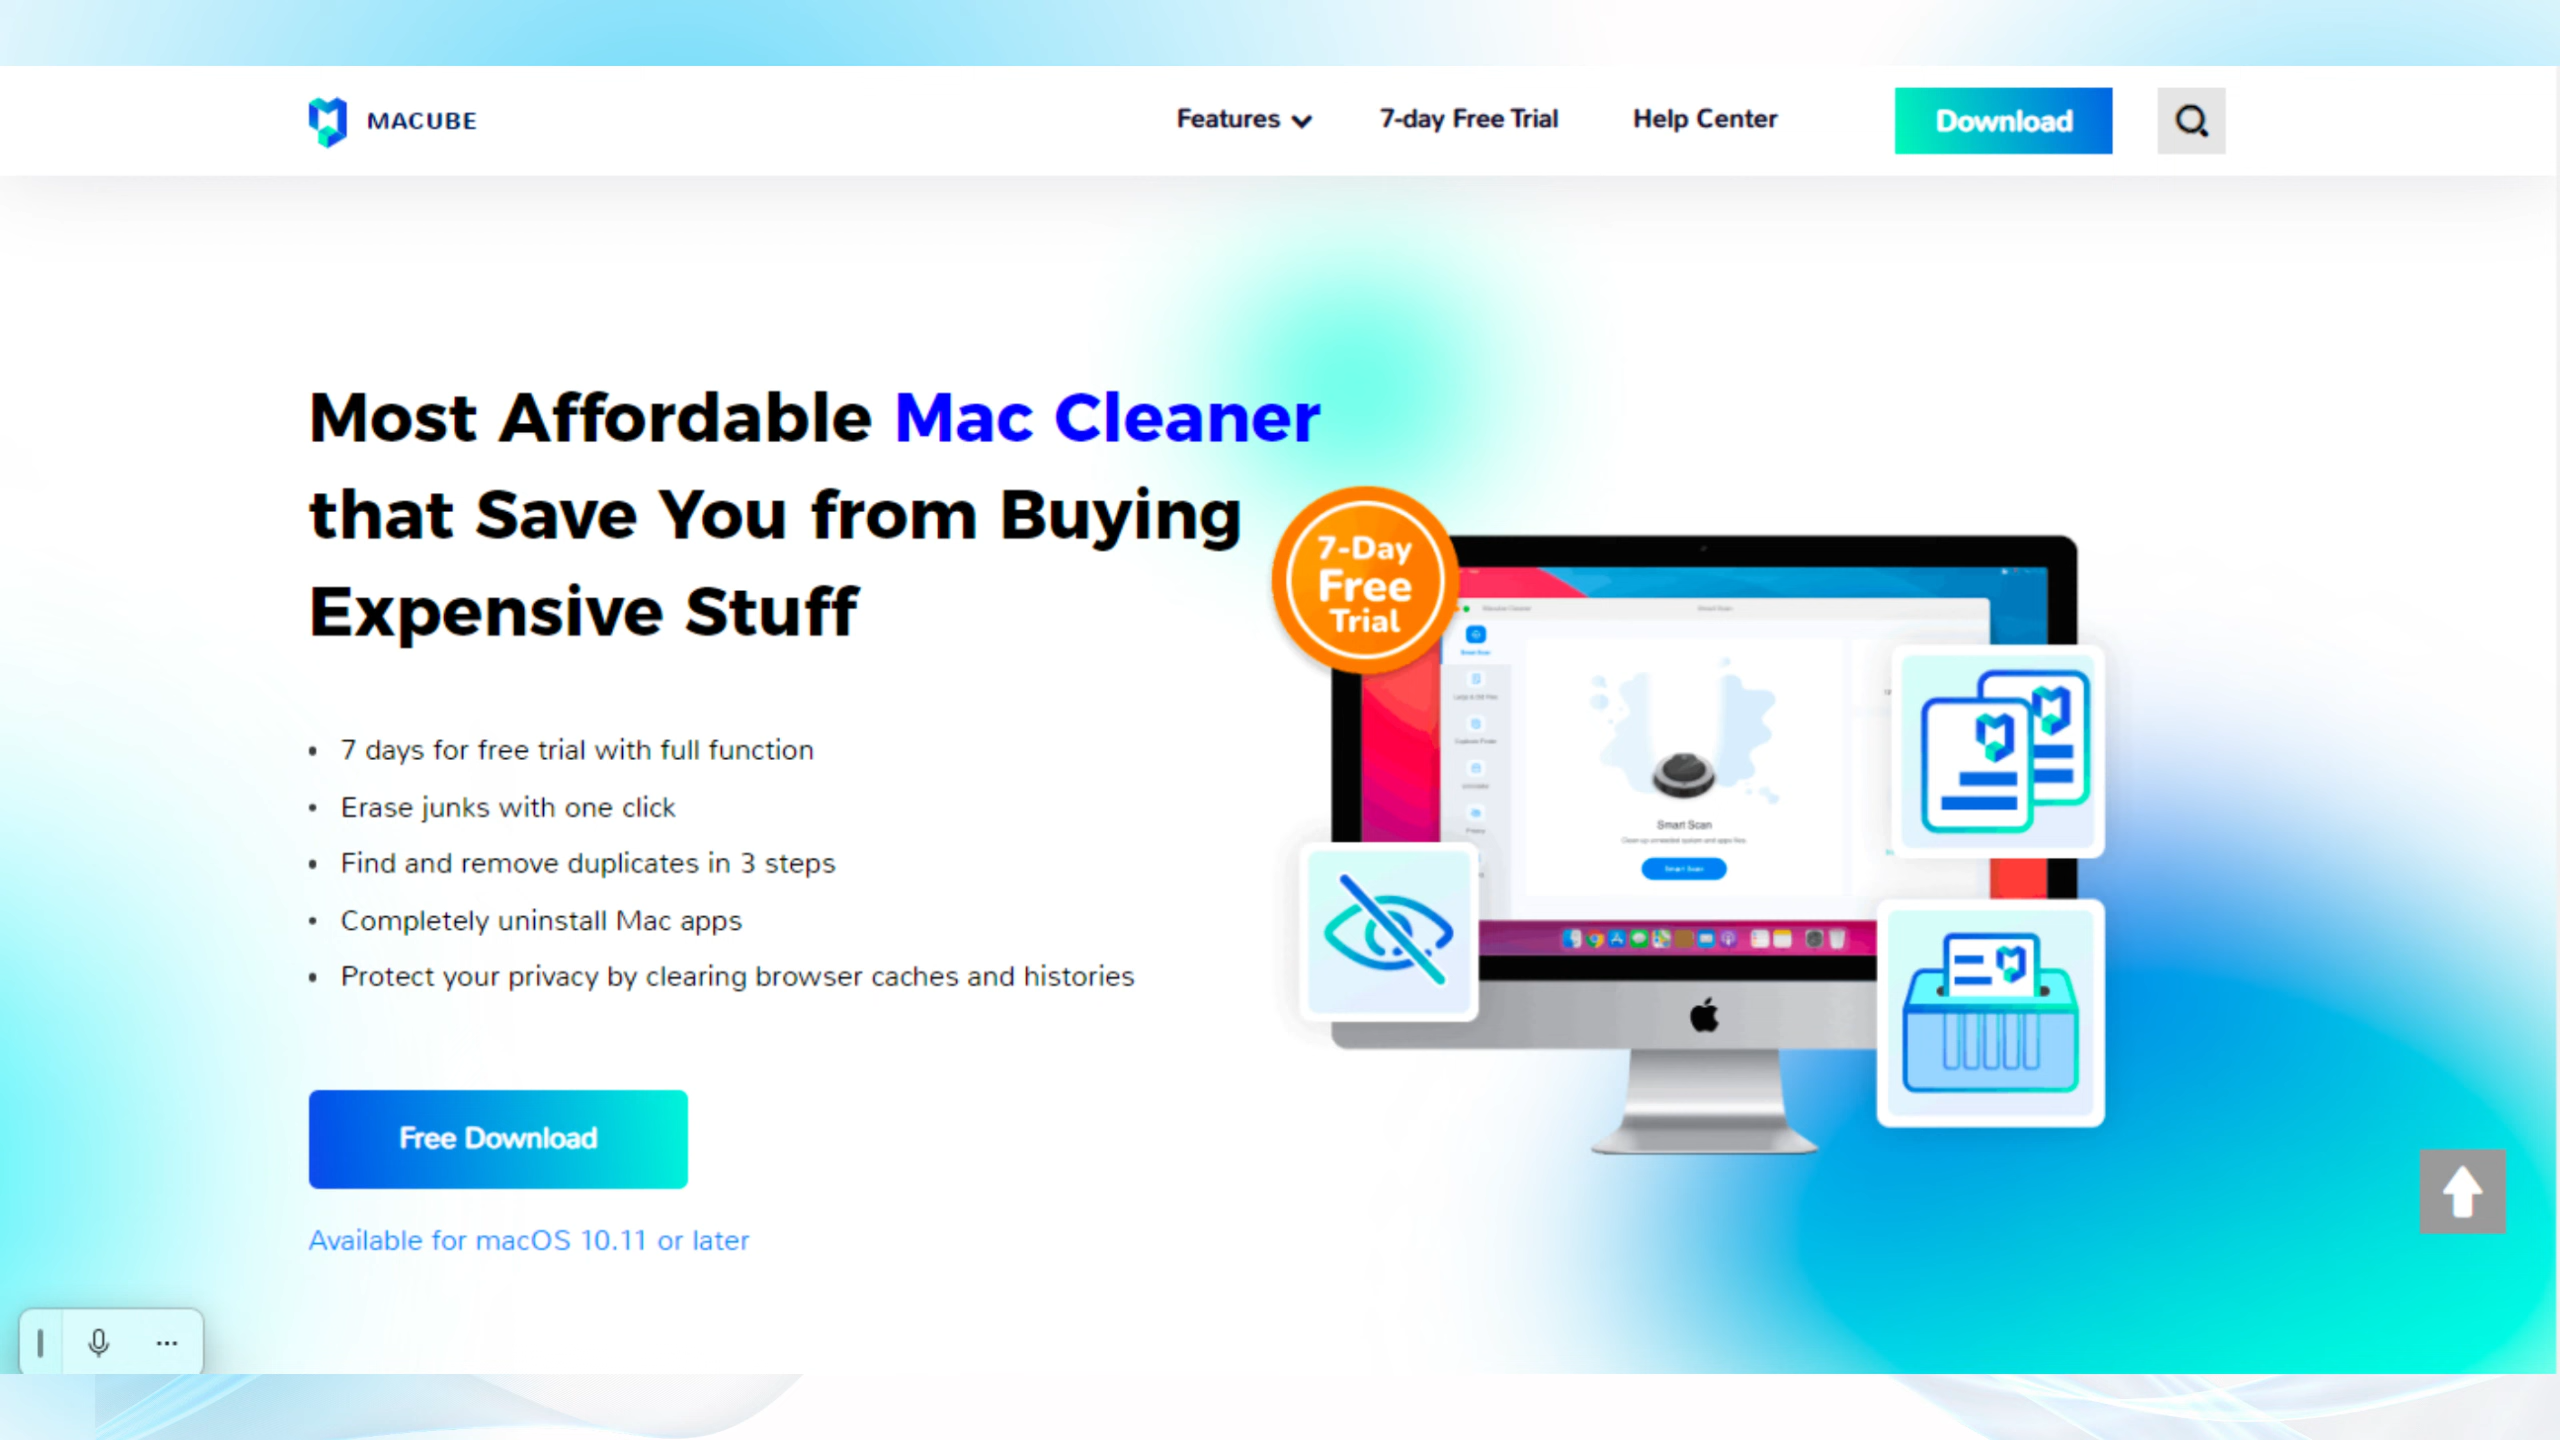 MACUBE
Features
7-day Free Trial
Help Center
Download
Most Affordable Mac Cleaner
that Save You from Buying
Expensive Stuff
7-Day
Free
Trial
7 days for free trial with full function
Erase junks with one click
Find and remove duplicates in 3 steps
Completely uninstall Mac apps
Protect your privacy by clearing browser caches and histories
Smart Scan
Smart Scan
Free Download
Available for macOS 10.11 or later